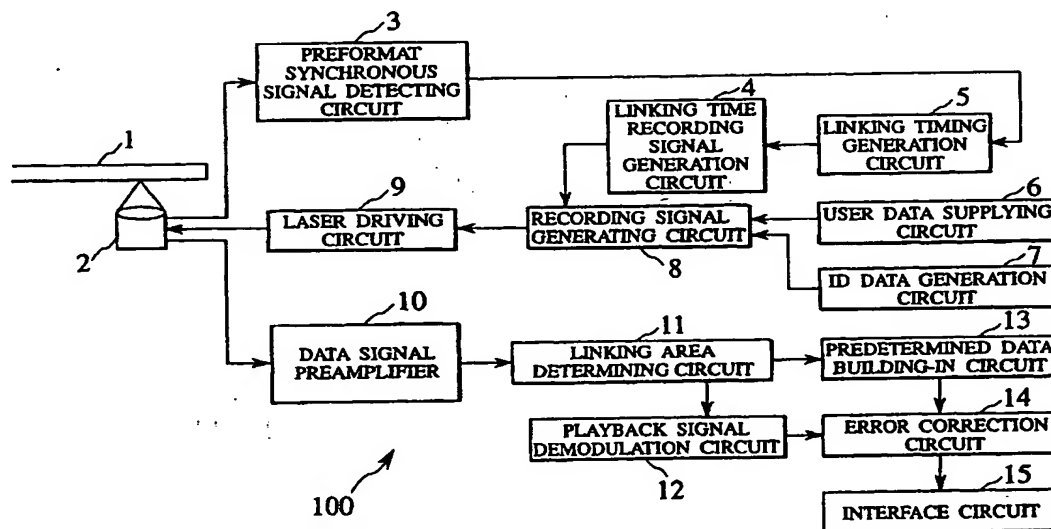 3
PREFORMAT
SYNCHRONOUS
SIGNAL DETECTING
CIRCUIT
4
LINKING TIME
RECORDING
SIGNAL
GENERATION
CIRCUIT
5
LINKING TIMING
GENERATION
CIRCUIT
1
2
9
LASER DRIVING
CIRCUIT
RECORDING SIGNAL
GENERATING CIRCUIT
8
6
USER DATA SUPPLYING
CIRCUIT
7
ID DATA GENERATION
CIRCUIT
10
DATA SIGNAL
PREAMPLIFIER
11
LINKING AREA
DETERMINING CIRCUIT
13
PREDETERMINED DATA
BUILDING-IN CIRCUIT
PLAYBACK SIGNAL
DEMODULATION CIRCUIT
12
14
ERROR CORRECTION
CIRCUIT
15
INTERFACE CIRCUIT
100